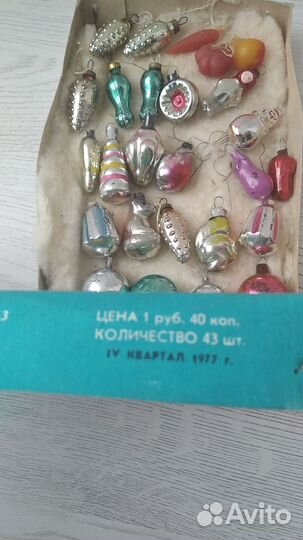 ЦЕНА 1 руб. 40 коп.
КОЛИЧЕСТВО 43 шт.
IV КВАРТАЛ 1977 г.
Avito